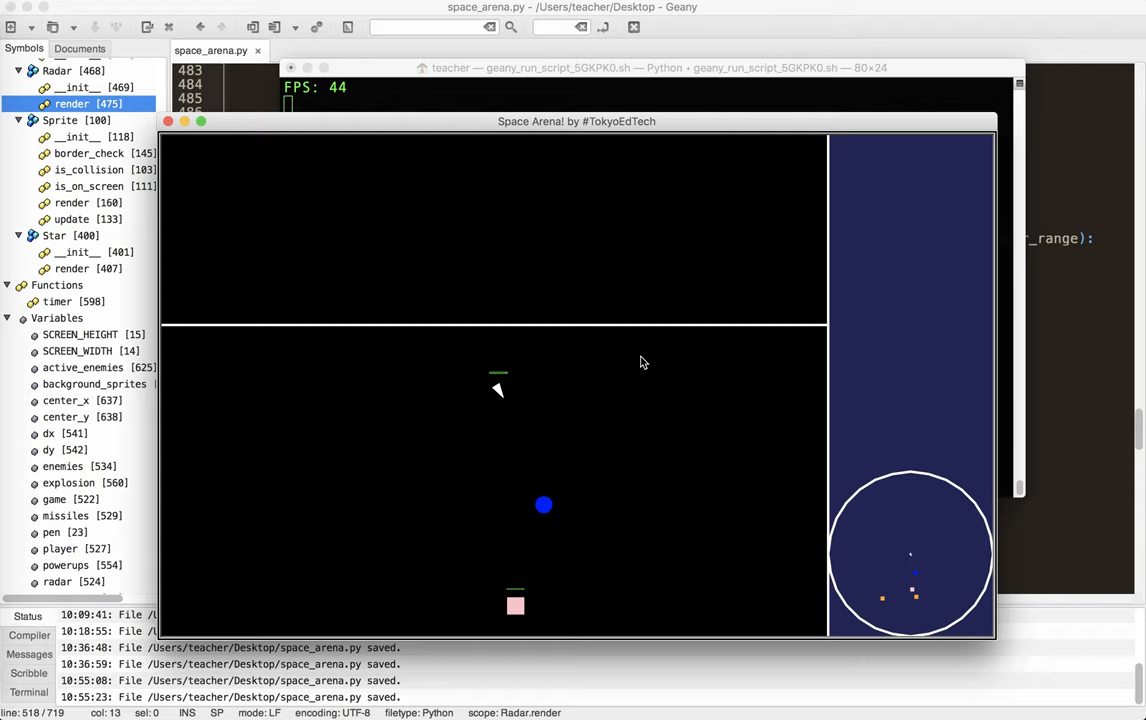 space_arena.py - /Users/teacher/Desktop - Geany
Symbols Documents
space_arena.py ×
Radar [468]
__init__ [469]
render [475]
Sprite [100]
__init__ [118]
border_check [145]
is_collision [103]
is_on_screen [111]
render [160]
update [133]
Star [400]
__init__ [401]
render [407]
Functions
timer [598]
Variables
SCREEN_HEIGHT [15]
SCREEN_WIDTH [14]
active_enemies [625]
background_sprites
center_x [637]
center_y [638]
dx [541]
dy [542]
enemies [534]
explosion [560]
game [522]
missiles [529]
pen [23]
player [527]
powerups [554]
radar [524]
483
484
485
teacher — geany_run_script_5GKPK0.sh — Python ‹ geany_run_script_5GKPK0.sh — 80×24
FPS: 44
Space Arena! by #TokyoEdTech
_range):
Status
Compiler
Messages
Scribble
Terminal
10:09:41: File /U
10:18:55: File /U
10:36:48: File /Users/teacher/Desktop/space_arena.py saved.
10:36:59: File /Users/teacher/Desktop/space_arena.py saved.
10:55:08: File /Users/teacher/Desktop/space_arena.py saved.
10:55:23: File /Users/teacher/Desktop/space_arena.py saved.
line: 518 / 719 col: 13 sel: 0 INS SP mode: LF encoding: UTF-8 filetype: Python scope: Radar.render